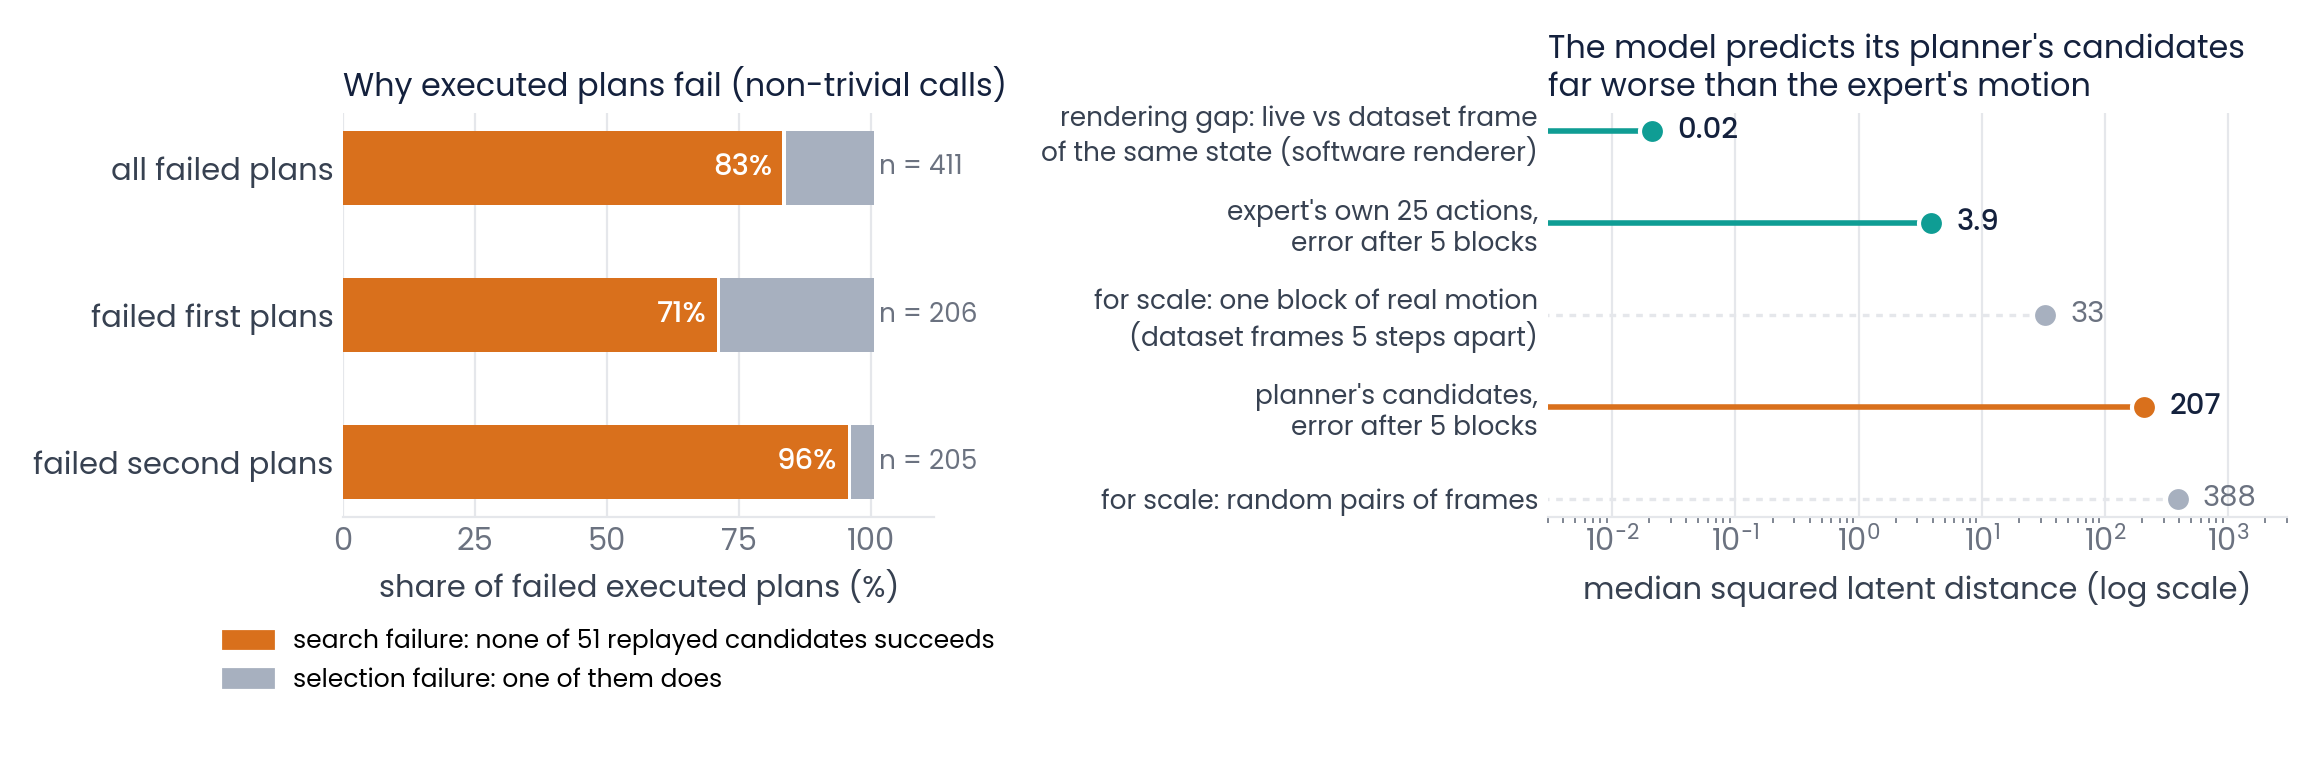 Why executed plans fail (non-trivial calls)
all failed plans
83%
n = 411
failed first plans
71%
n = 206
failed second plans
96%
n = 205
0 25 50 75 100
share of failed executed plans (%)
search failure: none of 51 replayed candidates succeeds
selection failure: one of them does
The model predicts its planner's candidates
far worse than the expert's motion
rendering gap: live vs dataset frame
of the same state (software renderer)
0.02
expert's own 25 actions,
error after 5 blocks
3.9
for scale: one block of real motion
(dataset frames 5 steps apart)
33
planner's candidates,
error after 5 blocks
207
for scale: random pairs of frames
388
10⁻² 10⁻¹ 10⁰ 10¹ 10² 10³
median squared latent distance (log scale)